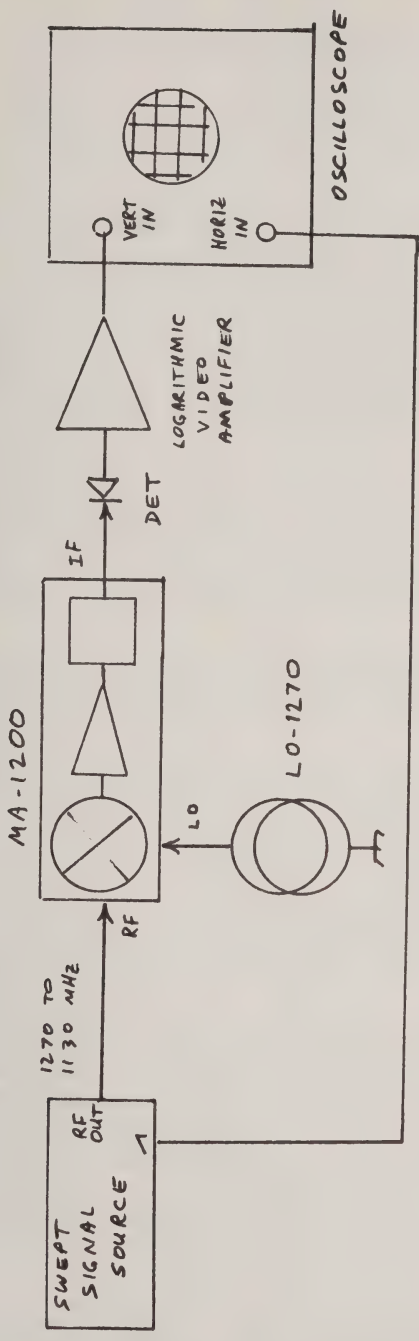 SWEPT
SIGNAL
SOURCE
RF
OUT
1270 TO
1130 MHz
RF
MA-1200
LO
LO-1270
IF
DET
LOGARITHMIC
VIDEO
AMPLIFIER
VERT
IN
HORIZ
IN
OSCILLOSCOPE